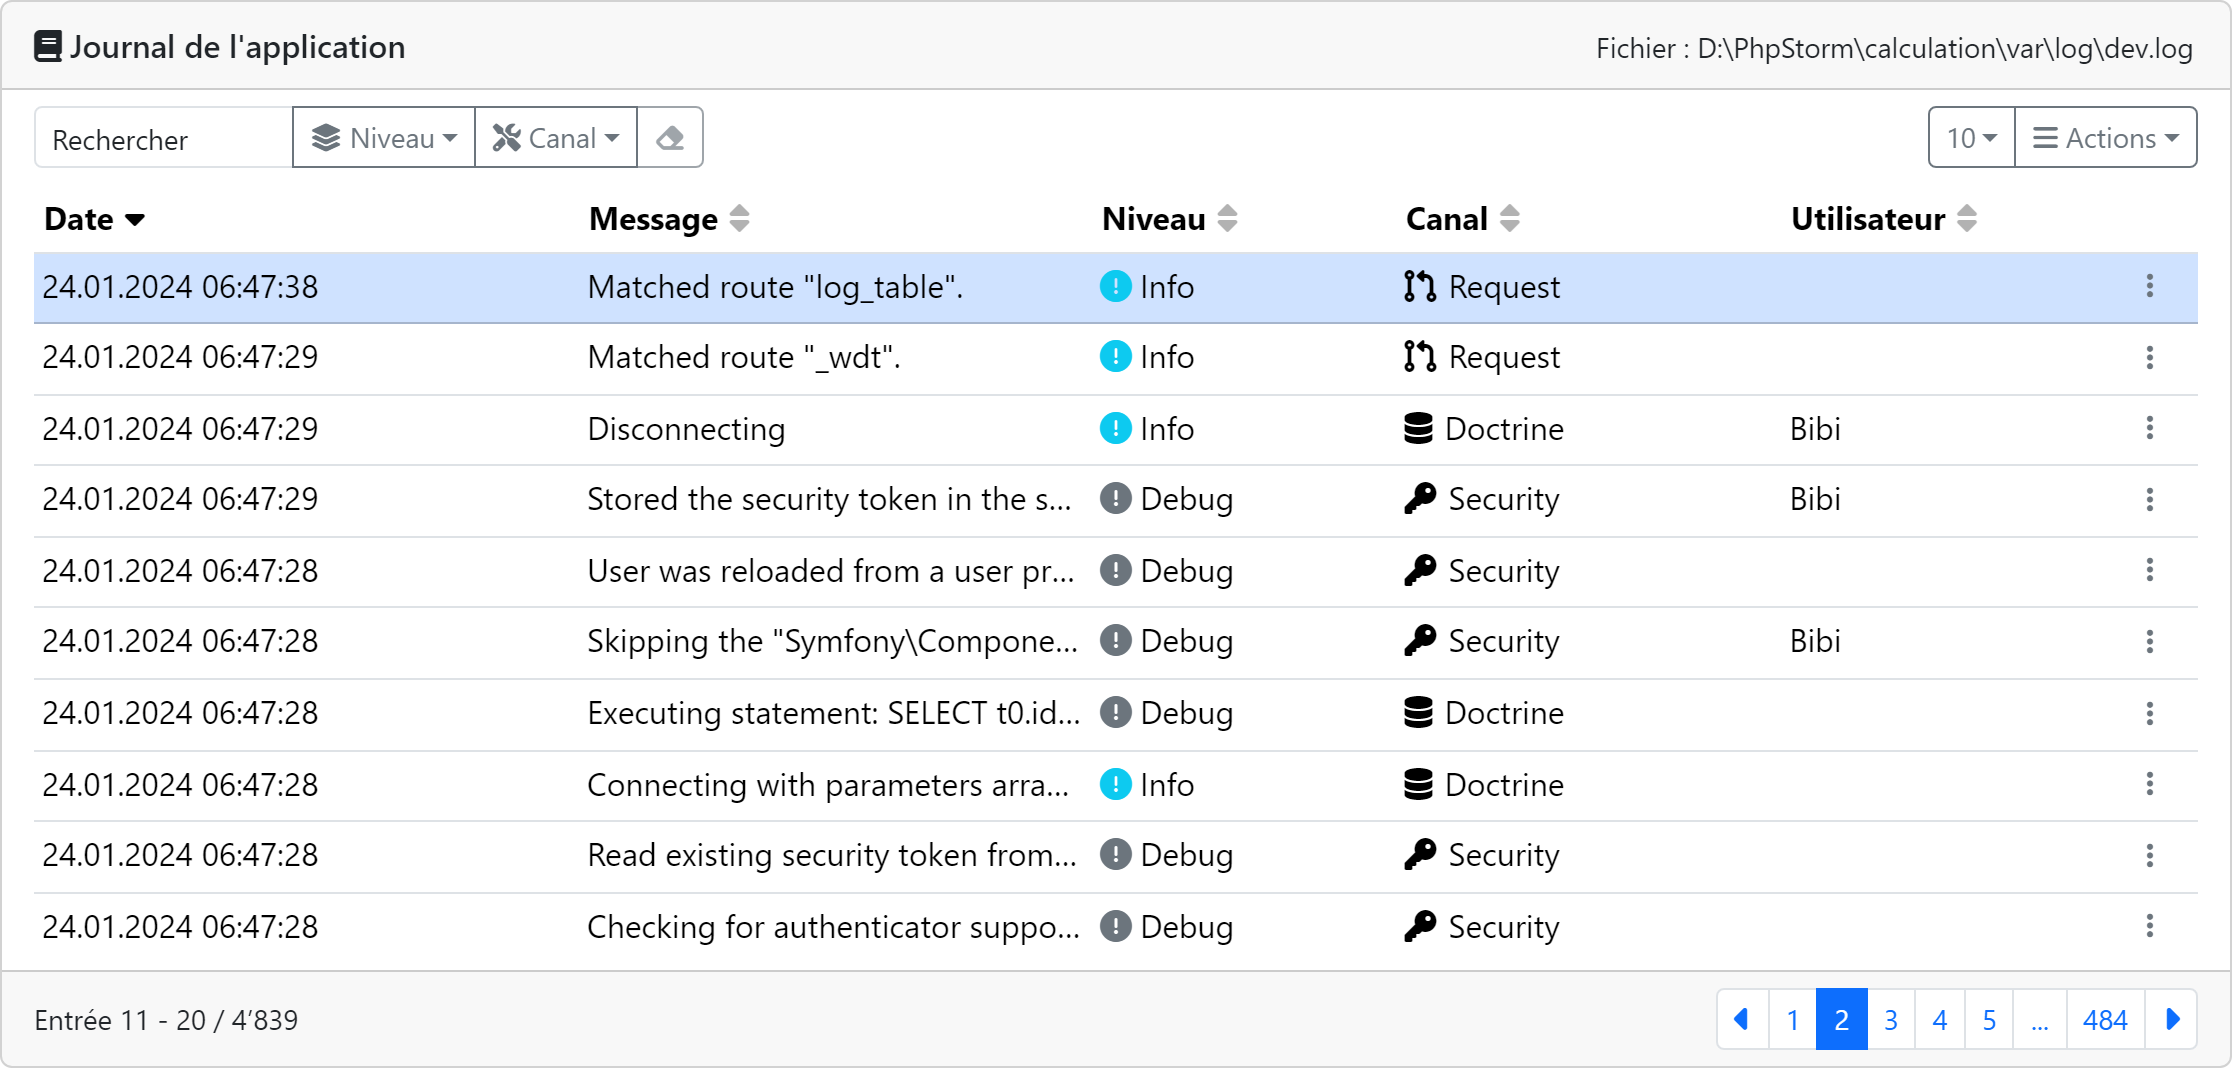 Journal de l'application
Fichier : D:\PhpStorm\calculation\var\log\dev.log
Rechercher Niveau Canal 10 Actions
Date Message Niveau Canal Utilisateur
24.01.2024 06:47:38 Matched route "log_table". Info Request
24.01.2024 06:47:29 Matched route "_wdt". Info Request
24.01.2024 06:47:29 Disconnecting Info Doctrine Bibi
24.01.2024 06:47:29 Stored the security token in the s... Debug Security Bibi
24.01.2024 06:47:28 User was reloaded from a user pr... Debug Security
24.01.2024 06:47:28 Skipping the "Symfony\Compone... Debug Security Bibi
24.01.2024 06:47:28 Executing statement: SELECT t0.id... Debug Doctrine
24.01.2024 06:47:28 Connecting with parameters arra... Info Doctrine
24.01.2024 06:47:28 Read existing security token from... Debug Security
24.01.2024 06:47:28 Checking for authenticator suppo... Debug Security
Entrée 11 - 20 / 4’839 1 2 3 4 5 ... 484